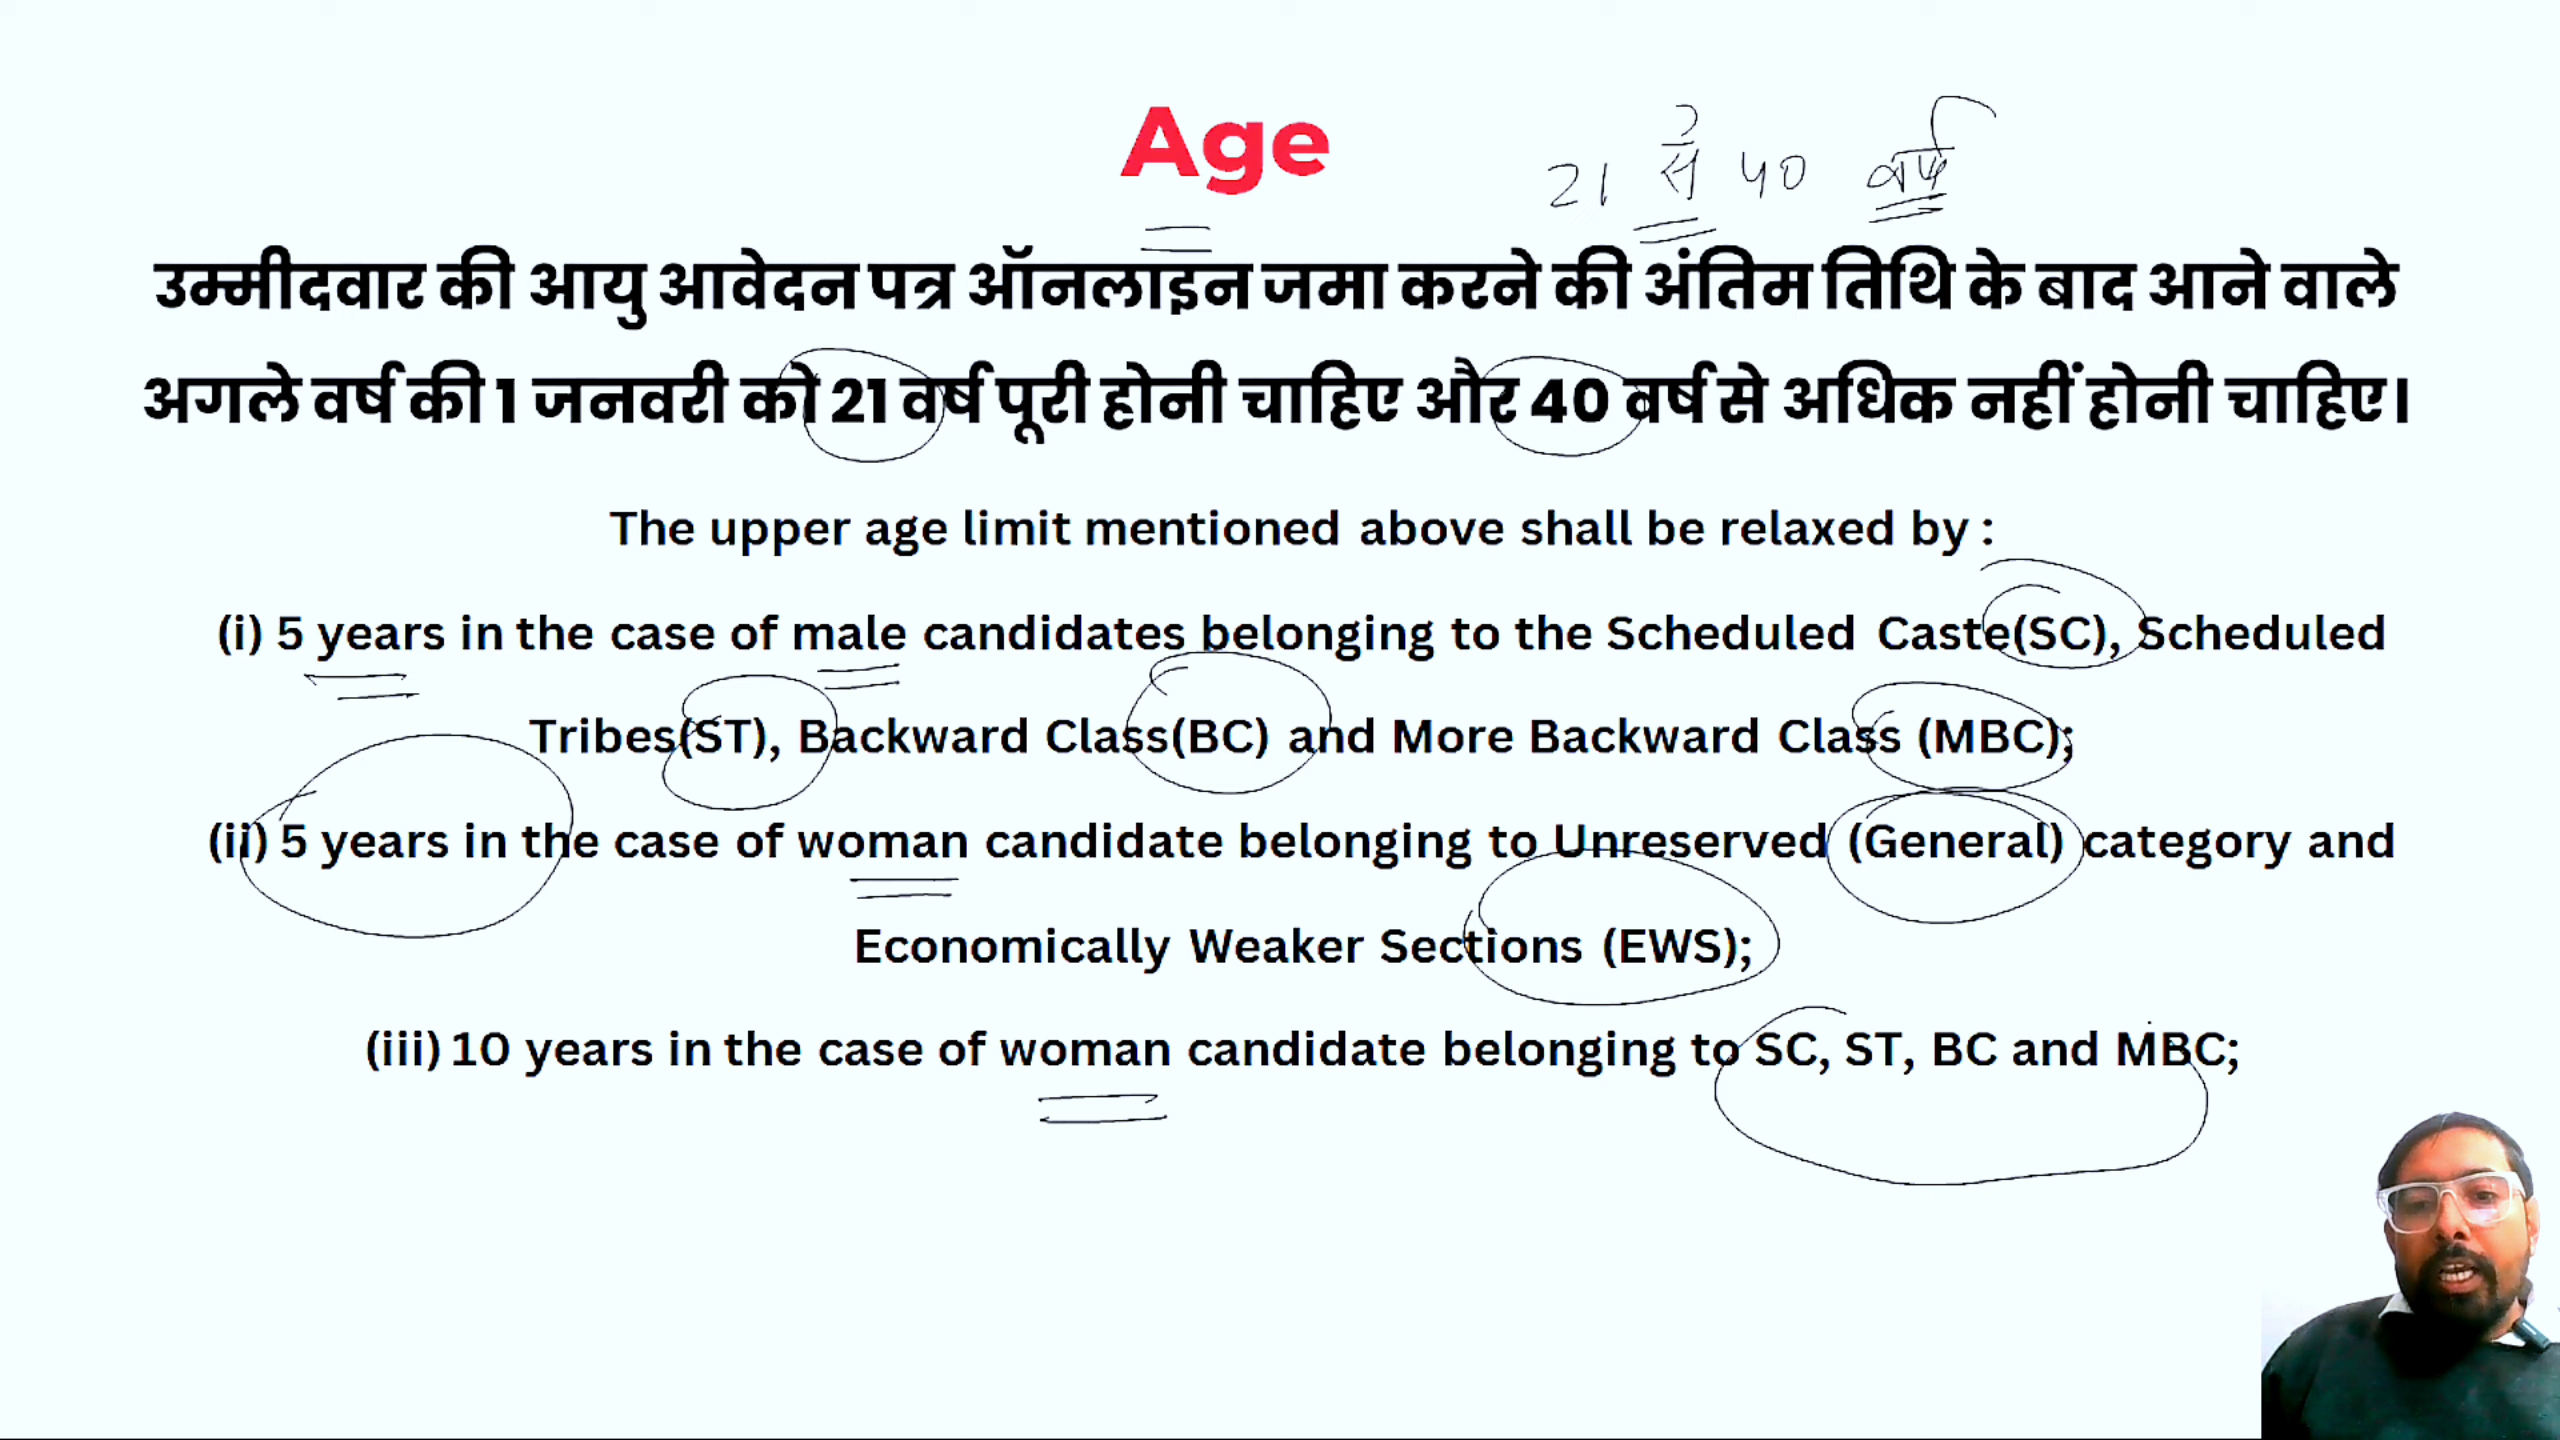 Age
21 से 40 वर्ष
उम्मीदवार की आयु आवेदन पत्र ऑनलाइन जमा करने की अंतिम तिथि के बाद आने वाले
अगले वर्ष की 1 जनवरी को 21 वर्ष पूरी होनी चाहिए और 40 वर्ष से अधिक नहीं होनी चाहिए।
The upper age limit mentioned above shall be relaxed by :
(i) 5 years in the case of male candidates belonging to the Scheduled Caste(SC), Scheduled
Tribes(ST), Backward Class(BC) and More Backward Class (MBC);
(ii) 5 years in the case of woman candidate belonging to Unreserved (General) category and
Economically Weaker Sections (EWS);
(iii) 10 years in the case of woman candidate belonging to SC, ST, BC and MBC;